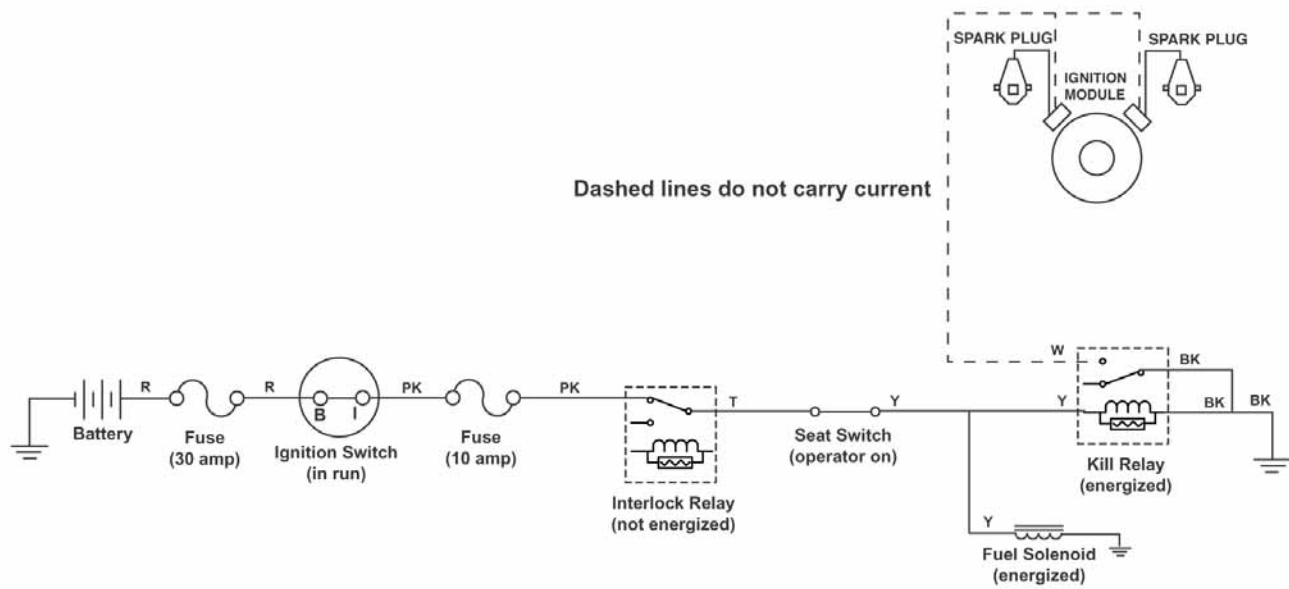 SPARK PLUG
SPARK PLUG
IGNITION
MODULE
Dashed lines do not carry current
W
BK
R
R
PK
PK
T
Y
Y
BK
BK
B
I
Battery
Fuse
(30 amp)
Ignition Switch
(in run)
Fuse
(10 amp)
Interlock Relay
(not energized)
Seat Switch
(operator on)
Kill Relay
(energized)
Y
Fuel Solenoid
(energized)